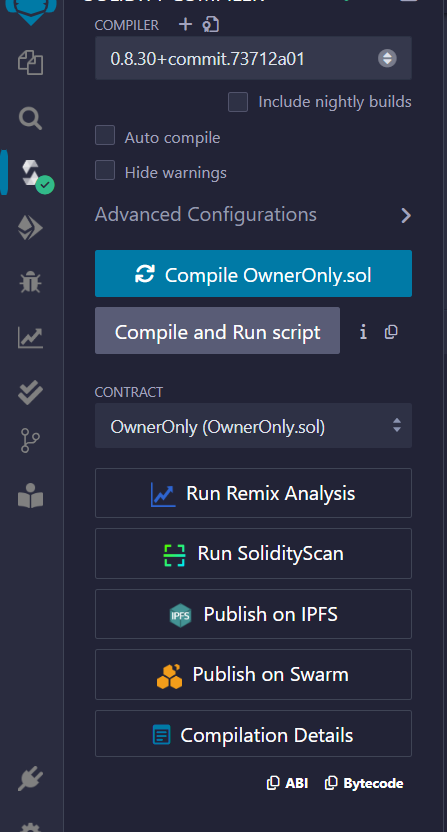 SOLIDITY COMPILER
COMPILER
0.8.30+commit.73712a01
Include nightly builds
Auto compile
Hide warnings
Advanced Configurations
Compile OwnerOnly.sol
Compile and Run script
i
CONTRACT
OwnerOnly (OwnerOnly.sol)
Run Remix Analysis
Run SolidityScan
IPFS Publish on IPFS
Publish on Swarm
Compilation Details
ABI Bytecode